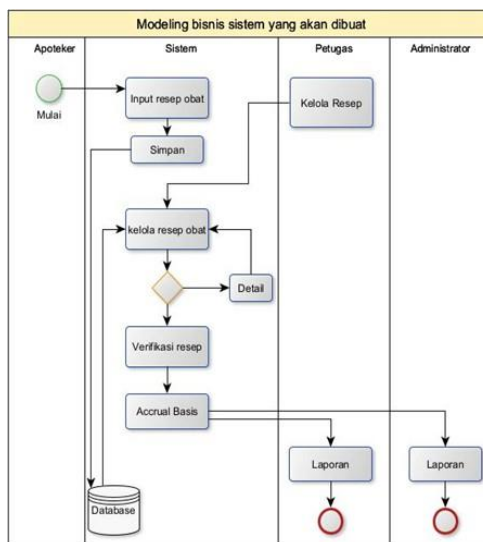 Modeling bisnis sistem yang akan dibuat
Apoteker
Sistem
Petugas
Administrator
Mulai
Input resep obat
Kelola Resep
Simpan
kelola resep obat
Detail
Verifikasi resep
Accrual Basis
Laporan
Laporan
Database